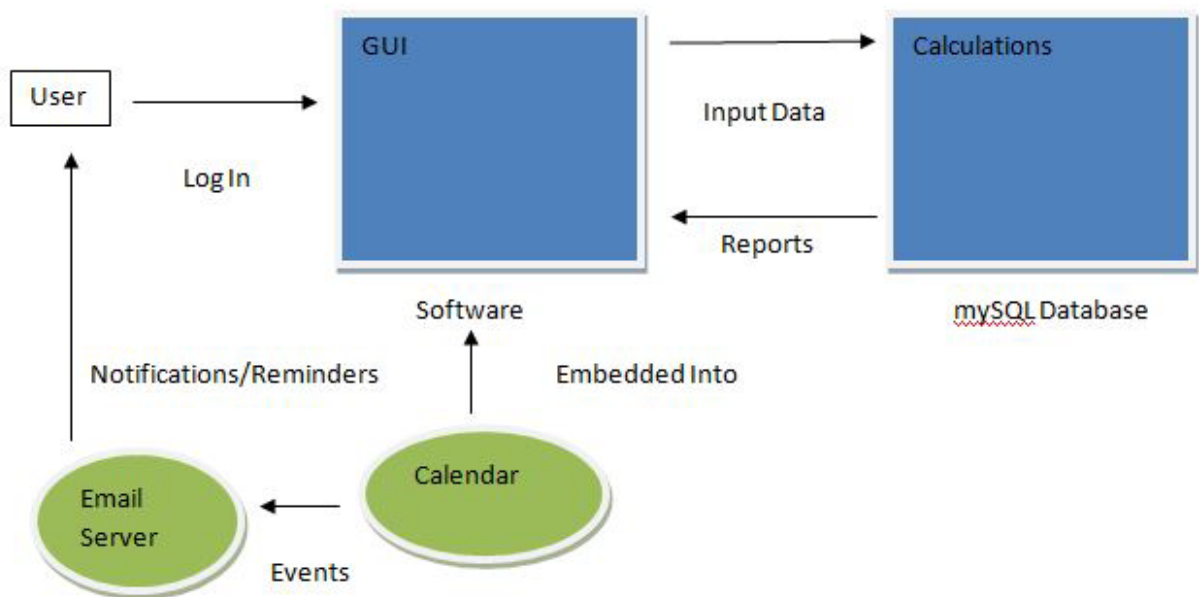 GUI
Calculations
User
Input Data
Log In
Reports
Software
mySQL Database
Notifications/Reminders
Embedded Into
Calendar
Email
Server
Events